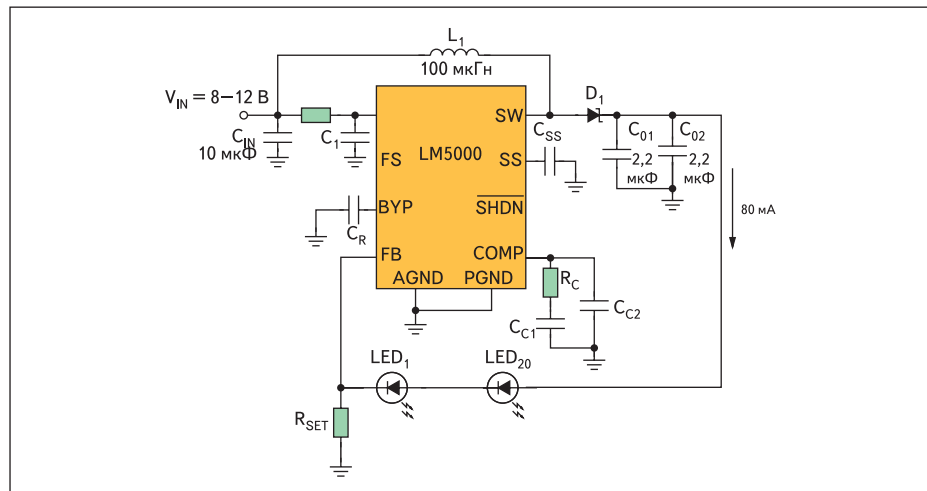 L1
100 мкГн
VIN = 8–12 В
D1
SW
CSS
C01
C02
CIN
10 мкФ
C1
LM5000
FS
SS
2,2
мкФ
2,2
мкФ
BYP
SHDN
80 мА
CR
FB
COMP
AGND
PGND
RC
CC1
CC2
LED1
LED20
RSET